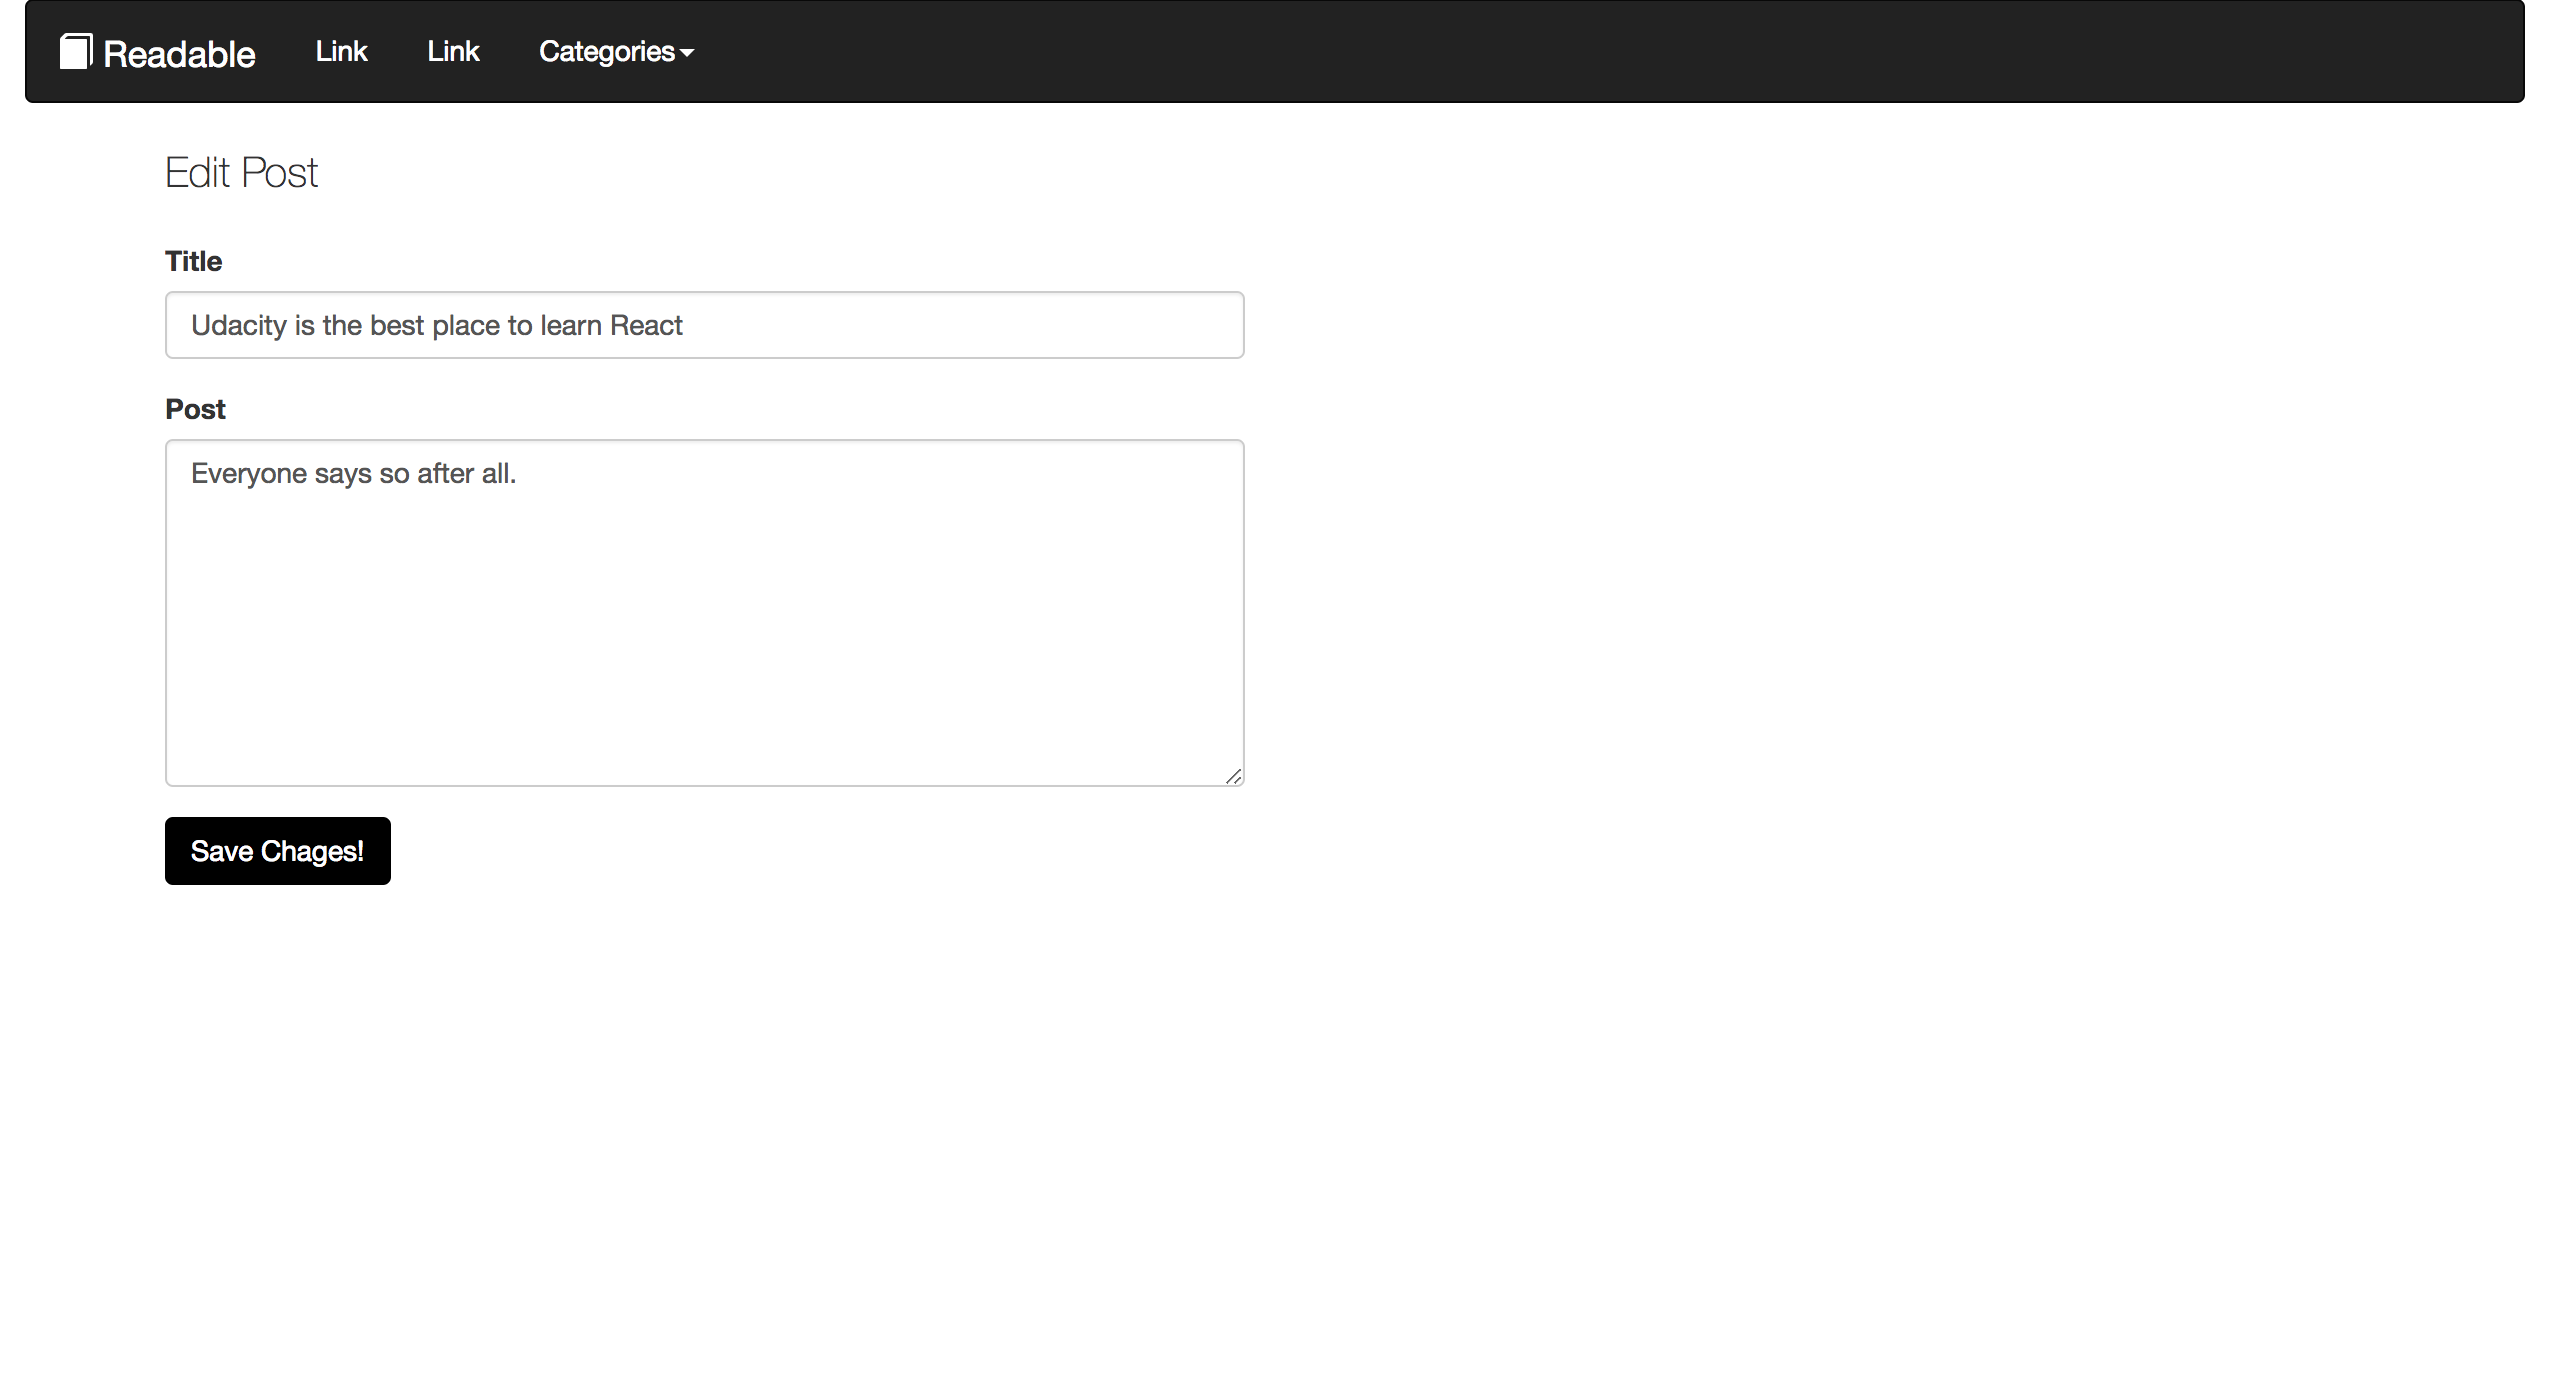 Readable Link Link Categories
Edit Post
Title
Udacity is the best place to learn React
Post
Everyone says so after all.
Save Chages!